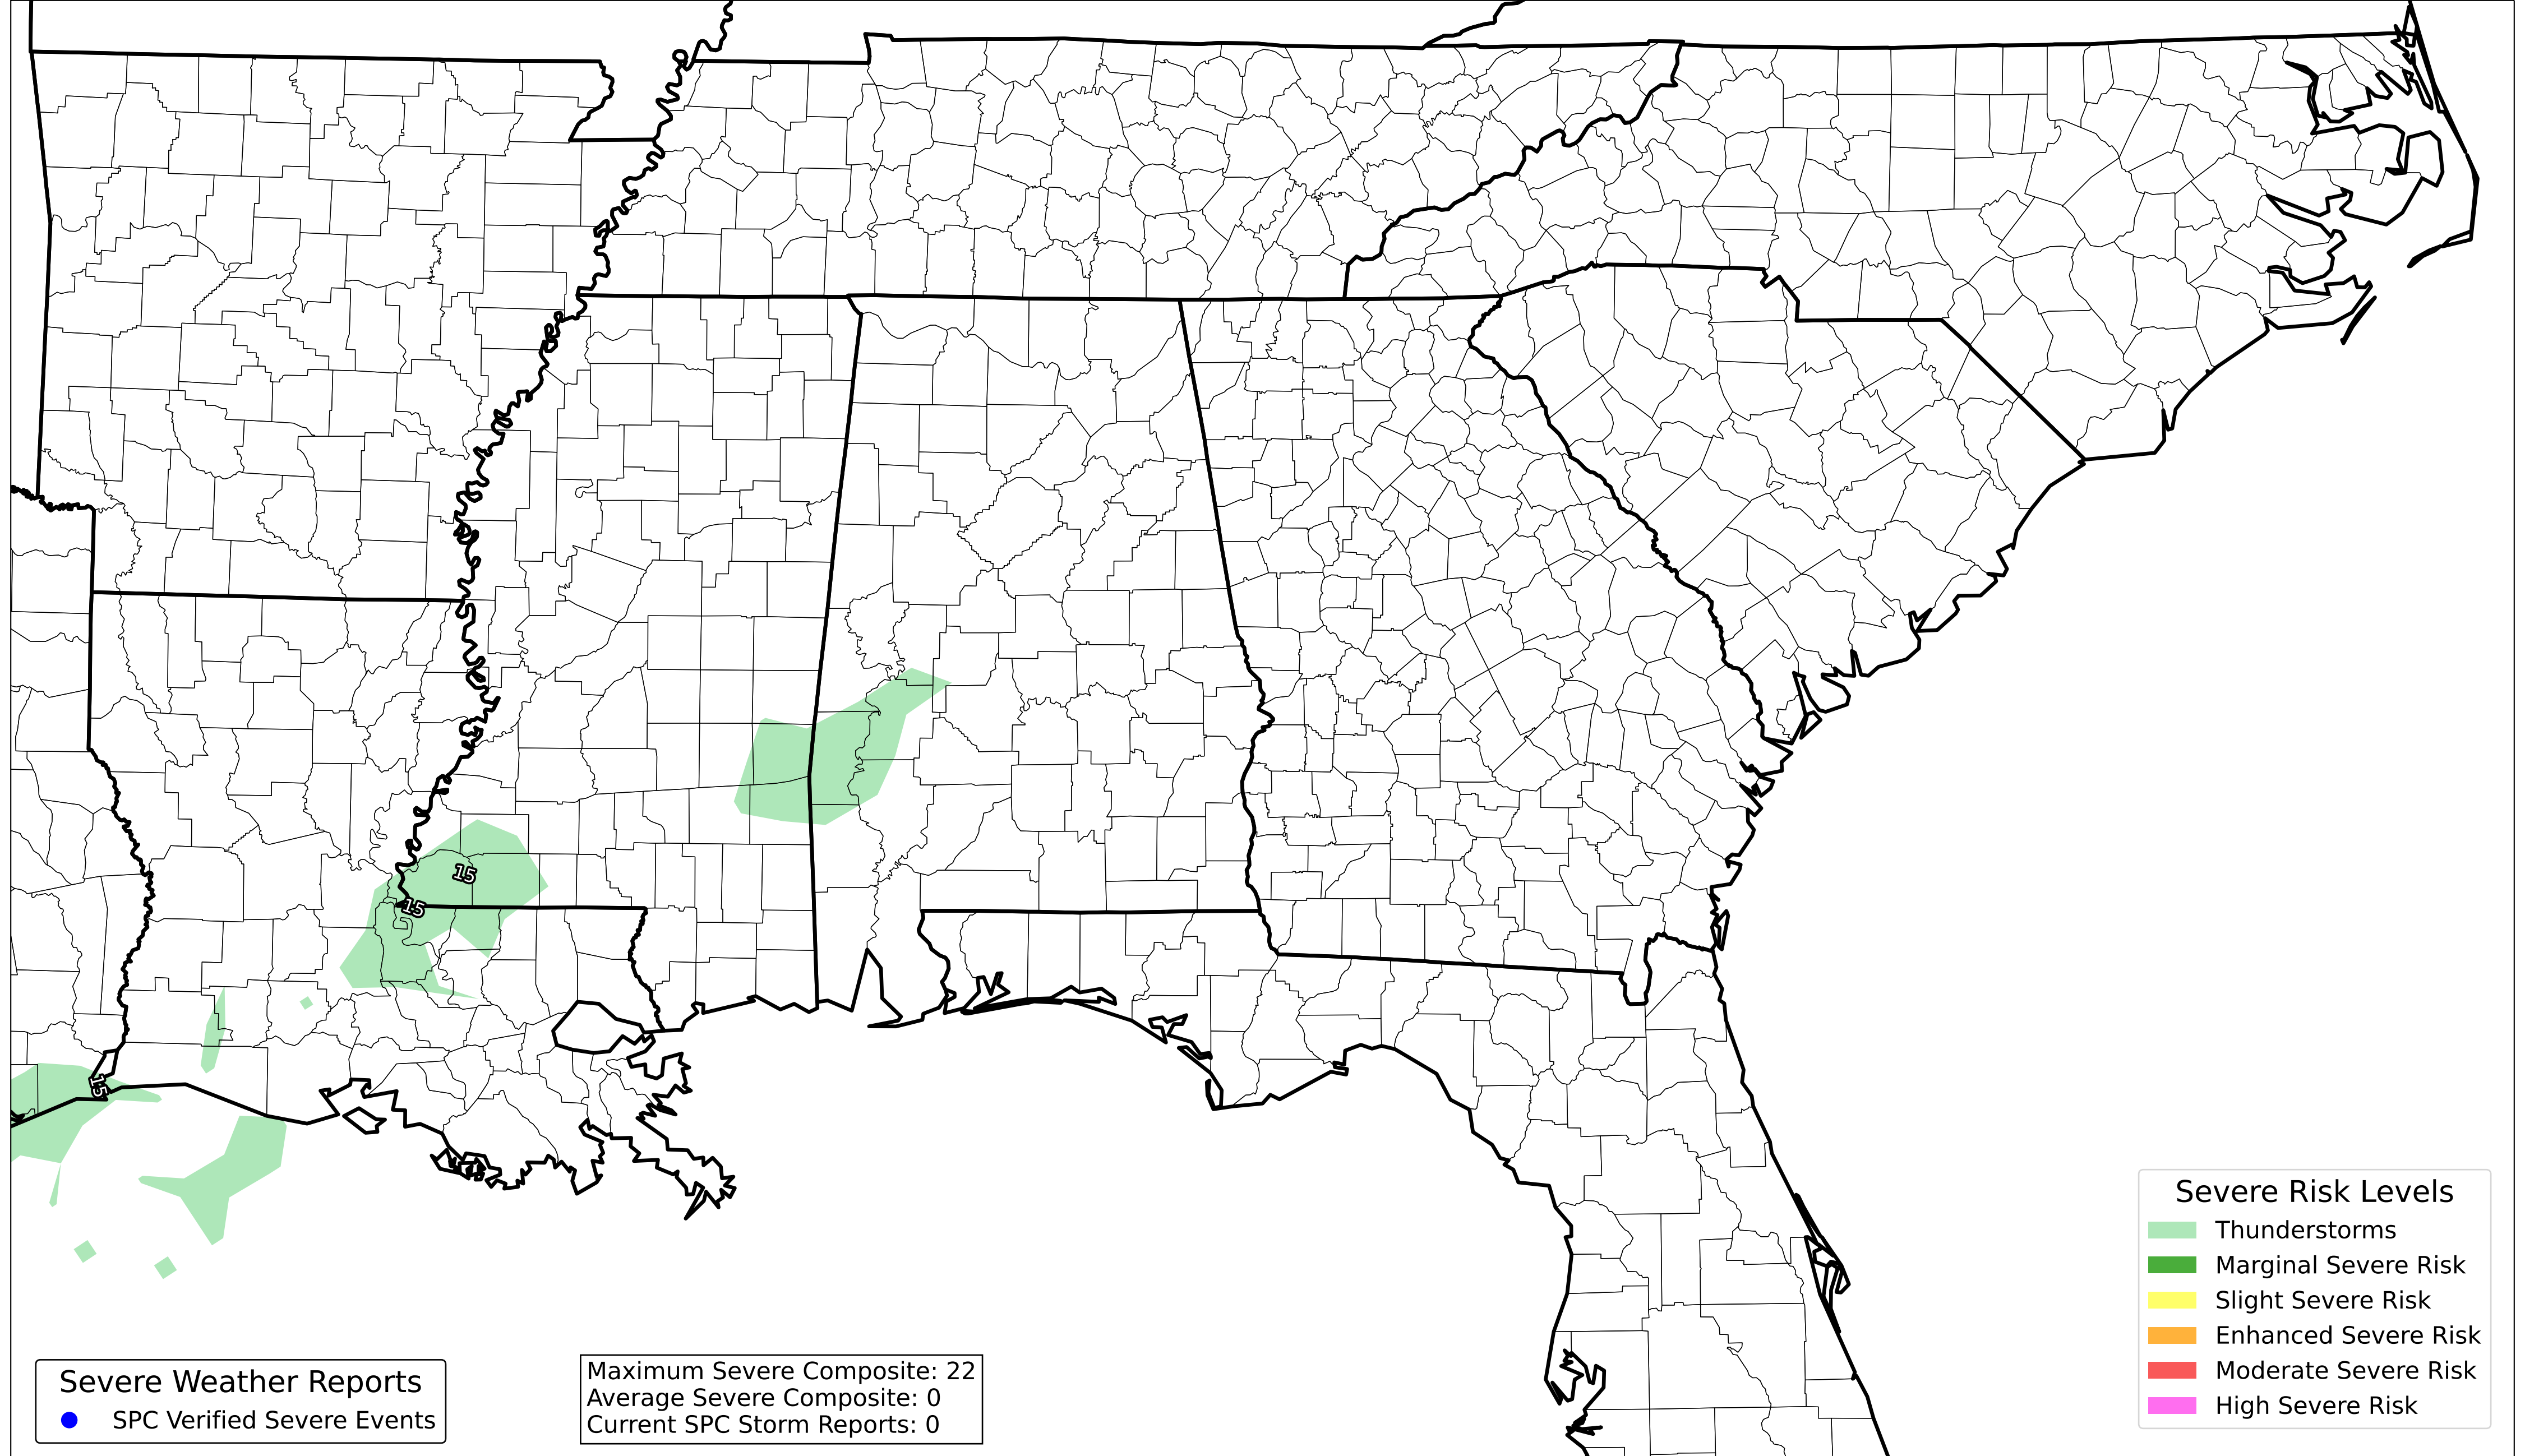 15
15
15
Severe Risk Levels
Thunderstorms
Marginal Severe Risk
Slight Severe Risk
Enhanced Severe Risk
Moderate Severe Risk
High Severe Risk
Severe Weather Reports
SPC Verified Severe Events
Maximum Severe Composite: 22
Average Severe Composite: 0
Current SPC Storm Reports: 0